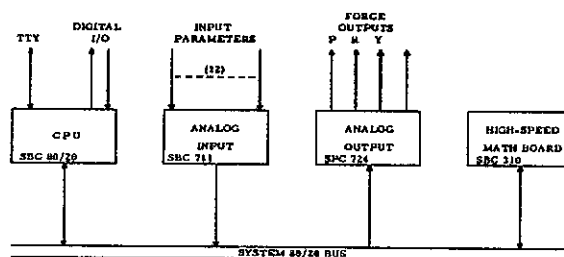 TTY
DIGITAL
I/O
INPUT
PARAMETERS
(12)
FORCE
OUTPUTS
P R Y
CPU
SBC 80/20
ANALOG
INPUT
SBC 711
ANALOG
OUTPUT
SBC 724
HIGH-SPEED
MATH BOARD
SBC 310
SYSTEM 80/20 BUS